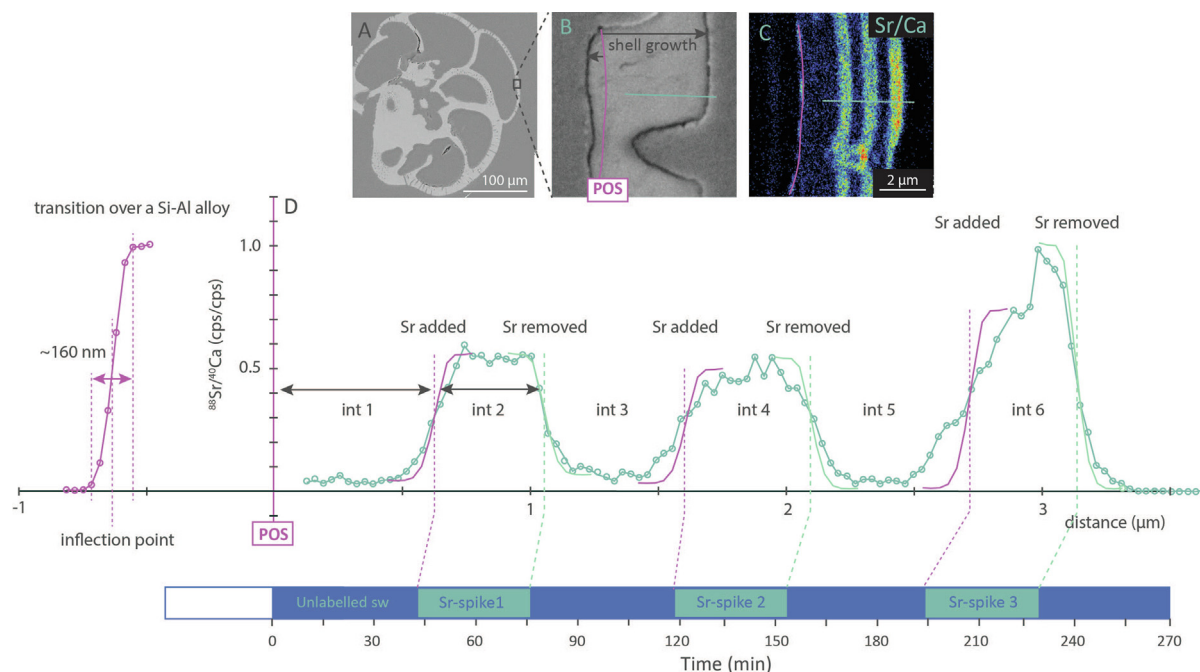 A
100 µm
B
shell growth
POS
C
Sr/Ca
2 µm
transition over a Si-Al alloy
~160 nm
inflection point
-1
D
⁸⁸Sr/⁴⁰Ca (cps/cps)
1.0
0.5
Sr added
Sr removed
Sr added
Sr removed
Sr added
Sr removed
int 1
int 2
int 3
int 4
int 5
int 6
1
2
3
distance (µm)
POS
Unlabelled sw
Sr-spike1
Sr-spike 2
Sr-spike 3
0
30
60
90
120
150
180
210
240
270
Time (min)